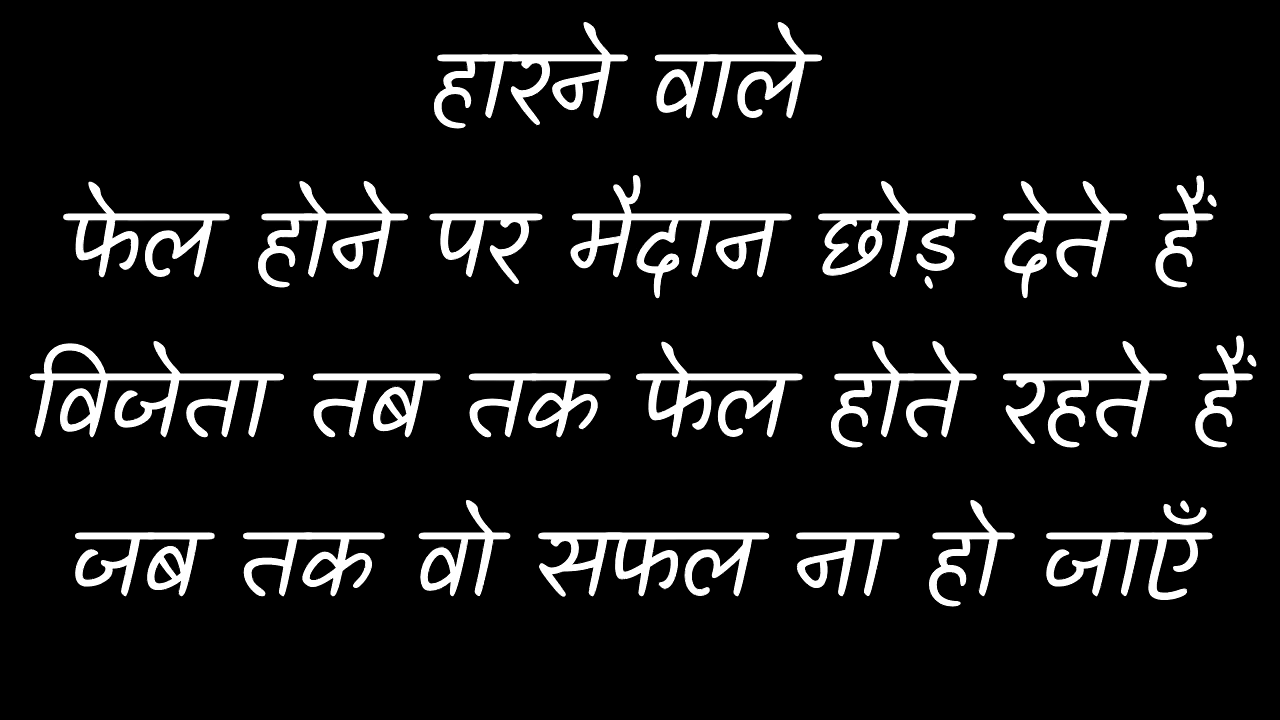 हारने वाले
फेल होने पर मैदान छोड़ देते हैं
विजेता तब तक फेल होते रहते हैं
जब तक वो सफल ना हो जाएँ